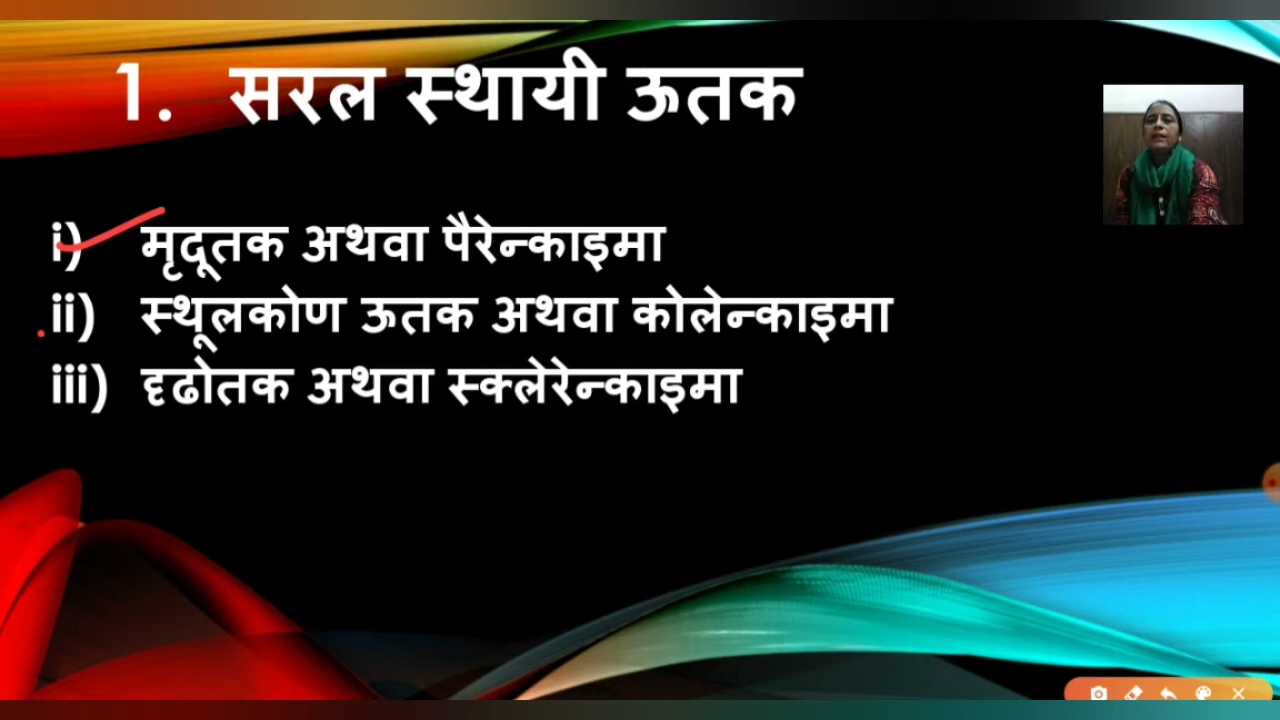 1. सरल स्थायी ऊतक
i) मृदूतक अथवा पैरेन्काइमा
ii) स्थूलकोण ऊतक अथवा कोलेन्काइमा
iii) दृढोतक अथवा स्क्लेरेन्काइमा